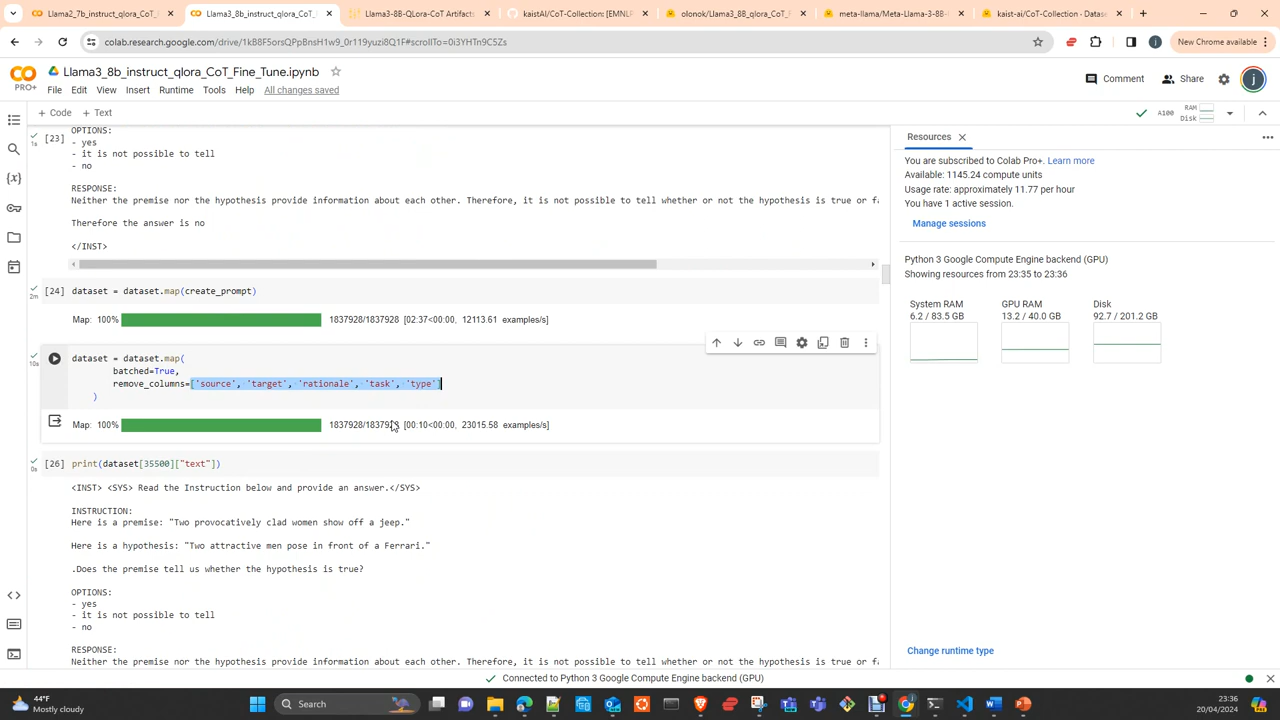 Llama2_7b_instruct_qlora_CoT_
Llama3_8b_instruct_qlora_CoT_
Llama3-8B-QLora-CoT Artifacts
kaistAI/CoT-Collection: [EMNLP
olonok/Llama3_8B_qlora_CoT_F
meta-llama/Meta-Llama-3-8B-
kaist-ai/CoT-Collection · Datase
New Chrome available
Llama3_8b_instruct_qlora_CoT_Fine_Tune.ipynb
PRO+
File Edit View Insert Runtime Tools Help All changes saved
Comment Share
j
+ Code + Text
A100
RAM
Disk
OPTIONS:
[23]
1s
- yes
- it is not possible to tell
- no
RESPONSE:
Neither the premise nor the hypothesis provide information about each other. Therefore, it is not possible to tell whether or not the hypothesis is true or fa
Therefore the answer is no
</INST>
[24] dataset = dataset.map(create_prompt)
2m
Map: 100% 1837928/1837928 [02:37<00:00, 12113.61 examples/s]
10s
dataset = dataset.map(
batched=True,
remove_columns=['source', 'target', 'rationale', 'task', 'type']
)
Map: 100% 1837928/1837928 [00:10<00:00, 23015.58 examples/s]
[26] print(dataset[35500]["text"])
0s
<INST> <SYS> Read the Instruction below and provide an answer.</SYS>
INSTRUCTION:
Here is a premise: "Two provocatively clad women show off a jeep."
Here is a hypothesis: "Two attractive men pose in front of a Ferrari."
.Does the premise tell us whether the hypothesis is true?
OPTIONS:
- yes
- it is not possible to tell
- no
RESPONSE:
Neither the premise nor the hypothesis provide information about each other. Therefore, it is not possible to tell whether or not the hypothesis is true or fa
Resources
You are subscribed to Colab Pro+. Learn more
Available: 1145.24 compute units
Usage rate: approximately 11.77 per hour
You have 1 active session.
Manage sessions
Python 3 Google Compute Engine backend (GPU)
Showing resources from 23:35 to 23:36
System RAM
6.2 / 83.5 GB
GPU RAM
13.2 / 40.0 GB
Disk
92.7 / 201.2 GB
Change runtime type
Connected to Python 3 Google Compute Engine backend (GPU)
44°F
Mostly cloudy
Search
23:36
20/04/2024